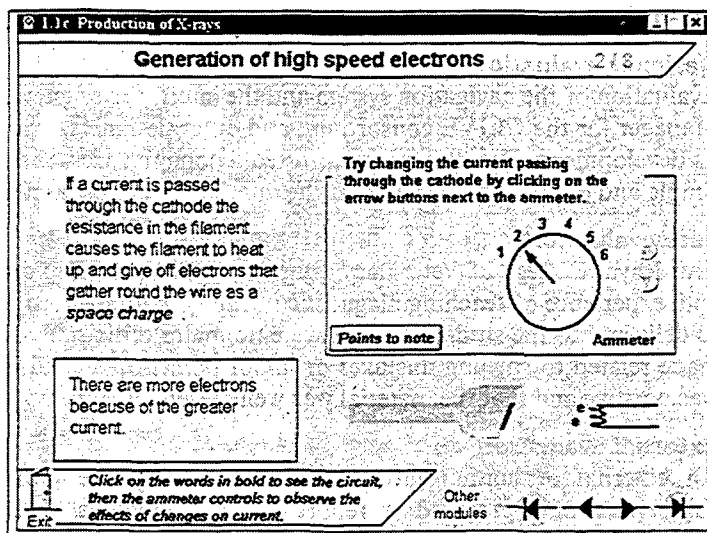 1.1c Production of X-rays
Generation of high speed electrons
2/8
If a current is passed
through the cathode the
resistance in the filament
causes the filament to heat
up and give off electrons that
gather round the wire as a
space charge
Try changing the current passing
through the cathode by clicking on the
arrow buttons next to the ammeter.
1 2 3 4 5 6
Points to note
Ammeter
There are more electrons
because of the greater
current.
e
e
Click on the words in bold to see the circuit,
then the ammeter controls to observe the
effects of changes on current.
Exit
Other
modules